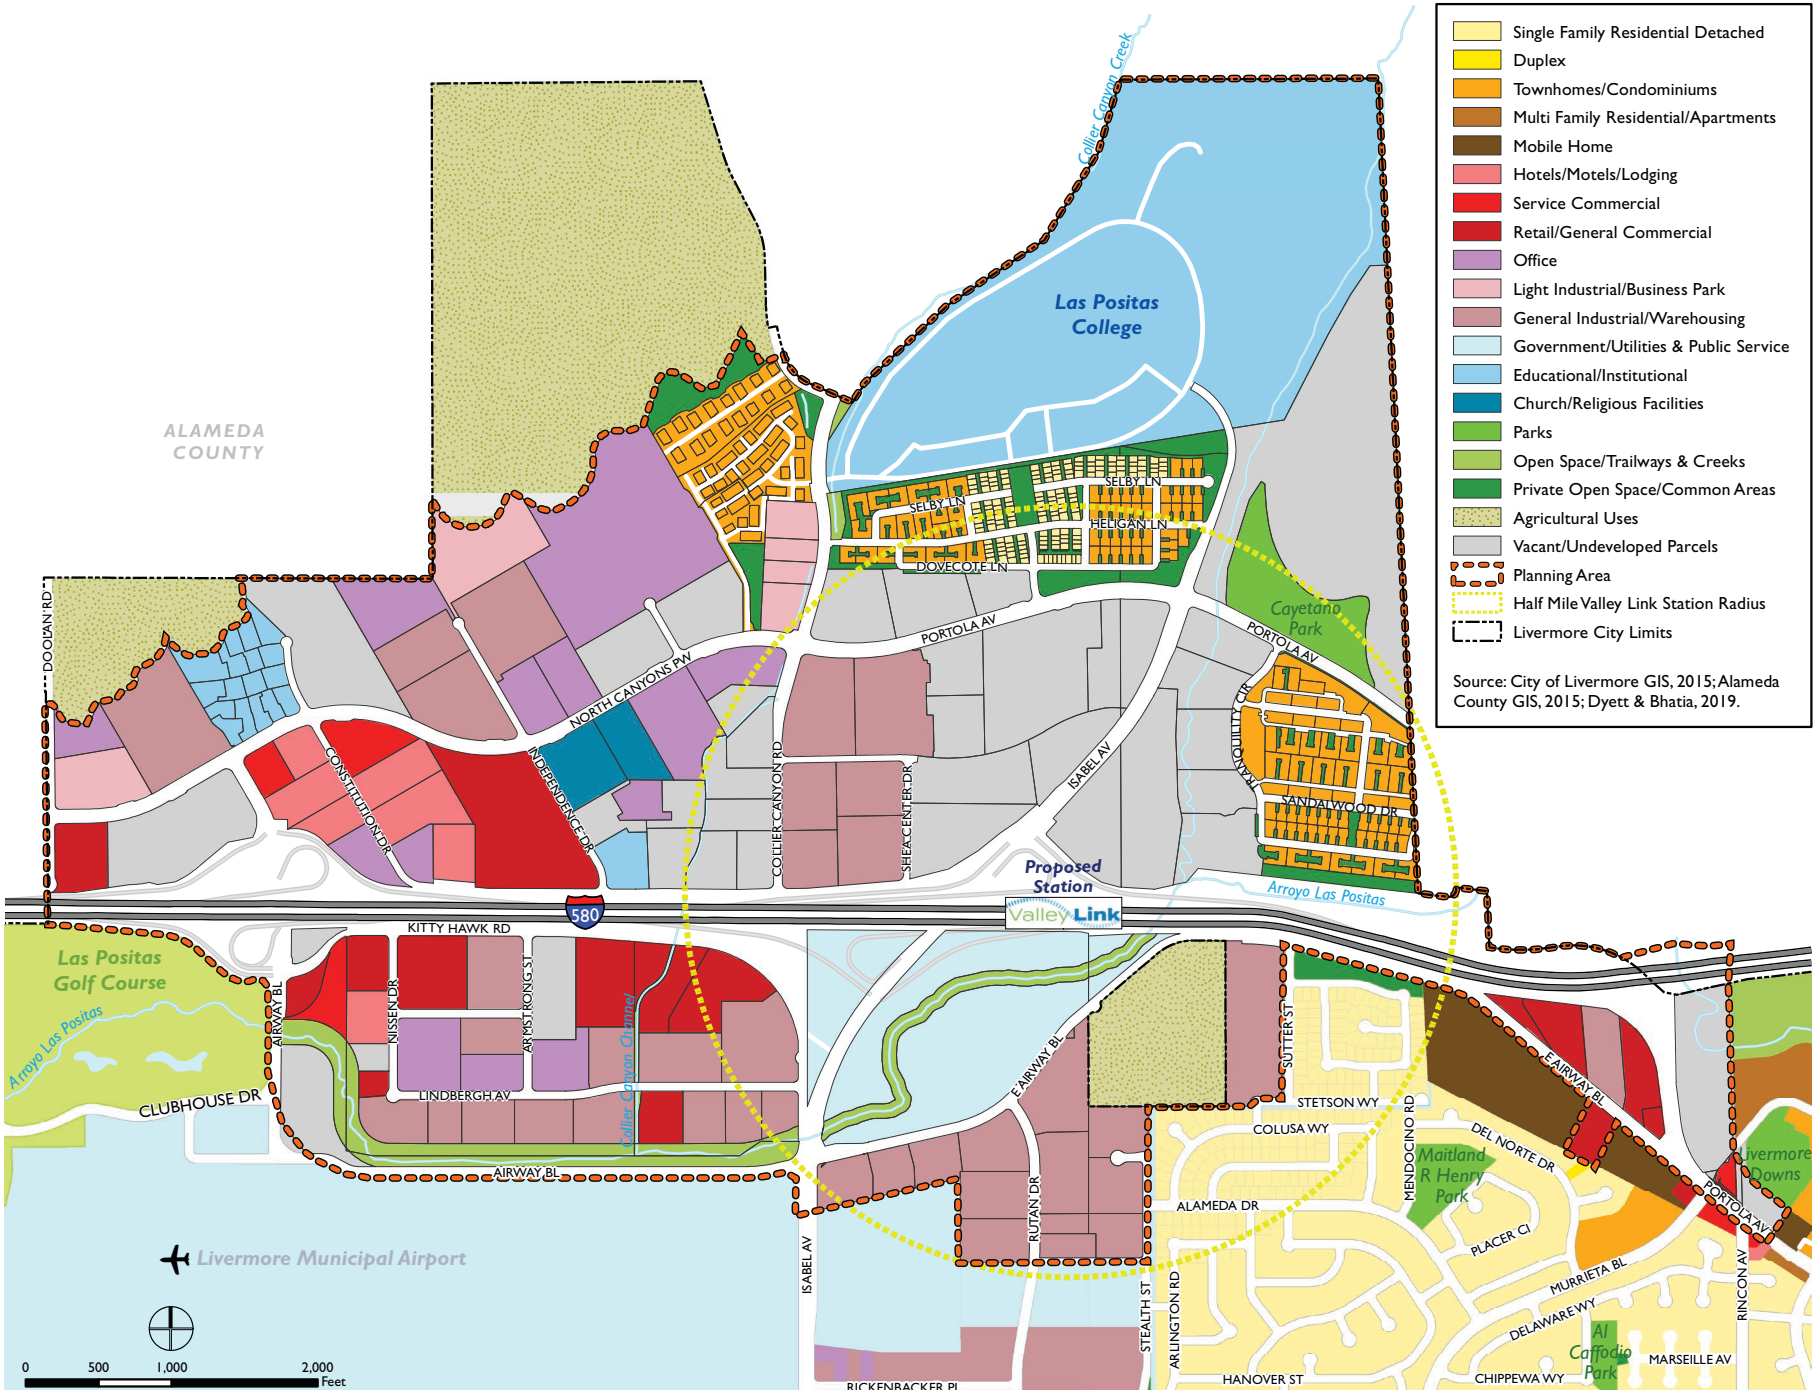 Single Family Residential Detached
Duplex
Townhomes/Condominiums
Multi Family Residential/Apartments
Mobile Home
Hotels/Motels/Lodging
Service Commercial
Retail/General Commercial
Office
Light Industrial/Business Park
General Industrial/Warehousing
Government/Utilities & Public Service
Educational/Institutional
Church/Religious Facilities
Parks
Open Space/Trailways & Creeks
Private Open Space/Common Areas
Agricultural Uses
Vacant/Undeveloped Parcels
Planning Area
Half Mile Valley Link Station Radius
Livermore City Limits
Source: City of Livermore GIS, 2015; Alameda
County GIS, 2015; Dyett & Bhatia, 2019.
Collier Canyon Creek
Las Positas
College
ALAMEDA
COUNTY
SELBY LN
SELBY LN
HELIGAN LN
DOVECOTE LN
DOOLAN RD
Cayetano
Park
PORTOLA AV
PORTOLA AV
NORTH CANYONS PW
TRANQUILITY CIR
CONSTITUTION DR
INDEPENDENCE DR
COLLIER CANYON RD
SHEA CENTER DR
ISABEL AV
SANDALWOOD DR
Proposed
Station
Valley Link
Arroyo Las Positas
580
KITTY HAWK RD
Las Positas
Golf Course
Arroyo Las Positas
AIRWAY BL
NISSEN DR
ARMSTRONG ST
Collier Canyon Channel
LINDBERGH AV
CLUBHOUSE DR
AIRWAY BL
E AIRWAY BL
SUTTER ST
E AIRWAY BL
STETSON WY
COLUSA WY
MENDOCINO RD
DEL NORTE DR
Maitland
R Henry
Park
Livermore
Downs
ALAMEDA DR
PORTOLA AV
PLACER CI
RUTAN DR
Livermore Municipal Airport
ISABEL AV
STEALTH ST
ARLINGTON RD
MURRIETA BL
DELAWARE WY
RINCON AV
Al
Caffodio
Park
MARSEILLE AV
HANOVER ST
CHIPPEWA WY
RICKENBACKER PL
0 500 1,000 2,000
Feet